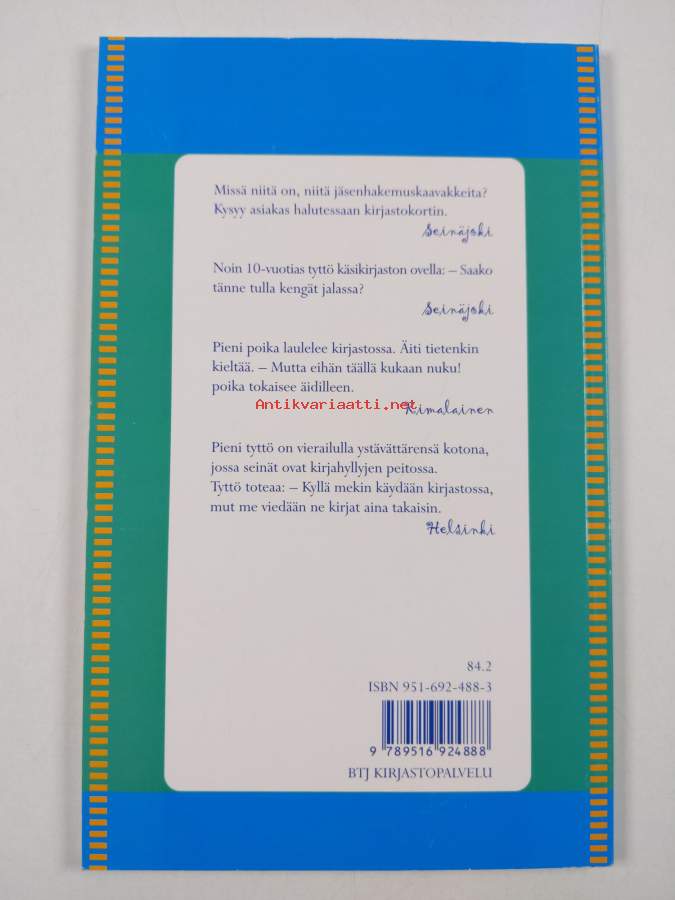 Missä niitä on, niitä jäsenhakemuskaavakkeita?
Kysyy asiakas halutessaan kirjastokortin.
Seinäjoki
Noin 10-vuotias tyttö käsikirjaston ovella: – Saako
tänne tulla kengät jalassa?
Seinäjoki
Pieni poika laulelee kirjastossa. Äiti tietenkin
kieltää. – Mutta eihän täällä kukaan nuku!
poika tokaisee äidilleen.
Antikvariaatti.net
Kimalainen
Pieni tyttö on vierailulla ystävättärensä kotona,
jossa seinät ovat kirjahyllyjen peitossa.
Tyttö toteaa: – Kyllä mekin käydään kirjastossa,
mut me viedään ne kirjat aina takaisin.
Helsinki
84.2
ISBN 951-692-488-3
9 789516 924888
BTJ KIRJASTOPALVELU